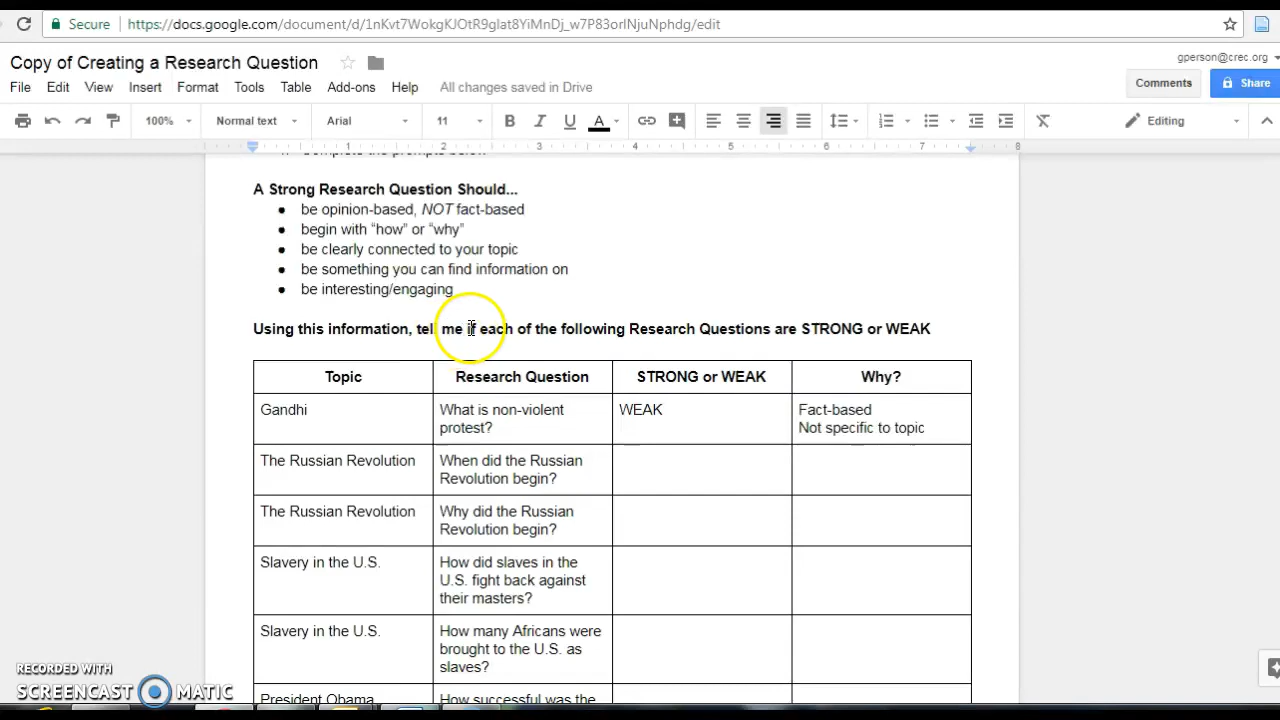 Secure
https://docs.google.com/document/d/1nKvt7WokgKJOtR9glat8YiMnDj_w7P83orlNjuNphdg/edit
gperson@crec.org
Copy of Creating a Research Question
File Edit View Insert Format Tools Table Add-ons Help All changes saved in Drive
Comments
Share
100% Normal text Arial 11
Editing
1 2 3 4 5 6 7 8
A Strong Research Question Should...
● be opinion-based, NOT fact-based
● begin with “how” or “why”
● be clearly connected to your topic
● be something you can find information on
● be interesting/engaging
Using this information, tell me if each of the following Research Questions are STRONG or WEAK
Topic
Research Question
STRONG or WEAK
Why?
Gandhi
What is non-violent
protest?
WEAK
Fact-based
Not specific to topic
The Russian Revolution
When did the Russian
Revolution begin?
The Russian Revolution
Why did the Russian
Revolution begin?
Slavery in the U.S.
How did slaves in the
U.S. fight back against
their masters?
Slavery in the U.S.
How many Africans were
brought to the U.S. as
slaves?
President Obama
How successful was the
RECORDED WITH
SCREENCAST MATIC